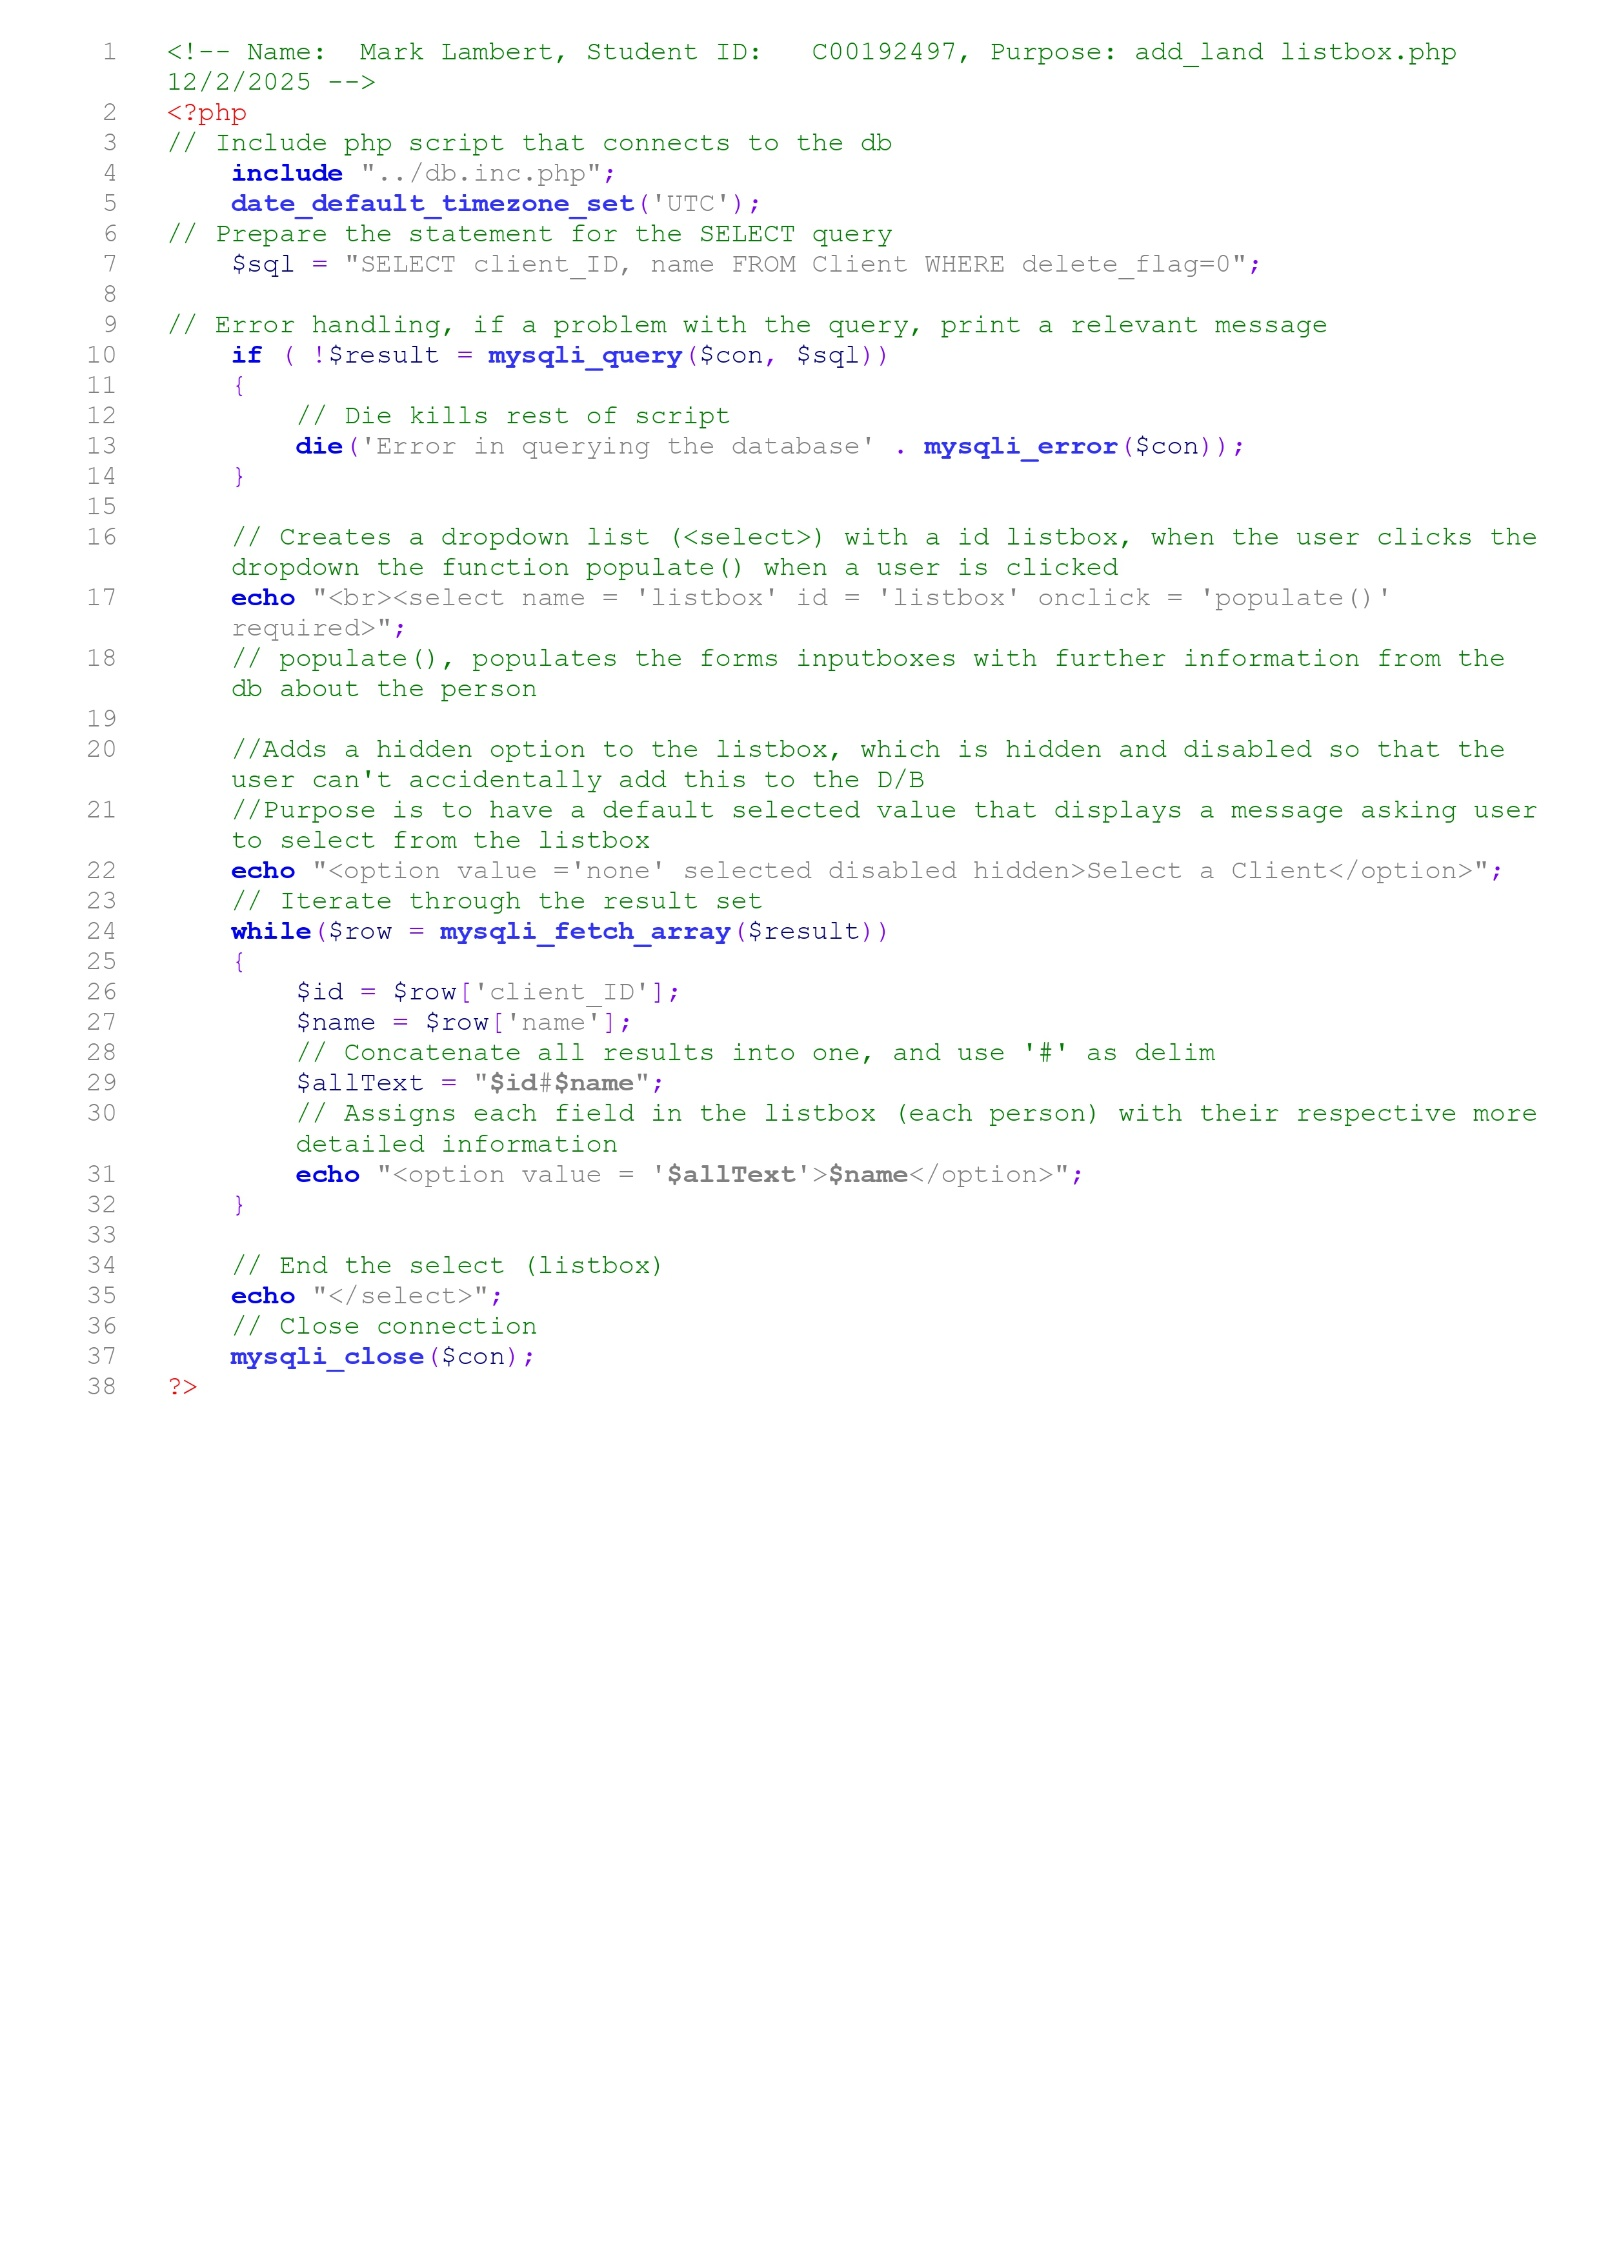 1 <!-- Name:  Mark Lambert, Student ID:   C00192497, Purpose: add_land listbox.php
12/2/2025 -->
2 <?php
3 // Include php script that connects to the db
4     include "../db.inc.php";
5     date_default_timezone_set('UTC');
6 // Prepare the statement for the SELECT query
7     $sql = "SELECT client_ID, name FROM Client WHERE delete_flag=0";
8
9 // Error handling, if a problem with the query, print a relevant message
10     if ( !$result = mysqli_query($con, $sql))
11     {
12         // Die kills rest of script
13         die('Error in querying the database' . mysqli_error($con));
14     }
15
16     // Creates a dropdown list (<select>) with a id listbox, when the user clicks the
dropdown the function populate() when a user is clicked
17     echo "<br><select name = 'listbox' id = 'listbox' onclick = 'populate()'
required>";
18     // populate(), populates the forms inputboxes with further information from the
db about the person
19
20     //Adds a hidden option to the listbox, which is hidden and disabled so that the
user can't accidentally add this to the D/B
21     //Purpose is to have a default selected value that displays a message asking user
to select from the listbox
22     echo "<option value ='none' selected disabled hidden>Select a Client</option>";
23     // Iterate through the result set
24     while($row = mysqli_fetch_array($result))
25     {
26         $id = $row['client_ID'];
27         $name = $row['name'];
28         // Concatenate all results into one, and use '#' as delim
29         $allText = "$id#$name";
30         // Assigns each field in the listbox (each person) with their respective more
detailed information
31         echo "<option value = '$allText'>$name</option>";
32     }
33
34     // End the select (listbox)
35     echo "</select>";
36     // Close connection
37     mysqli_close($con);
38 ?>